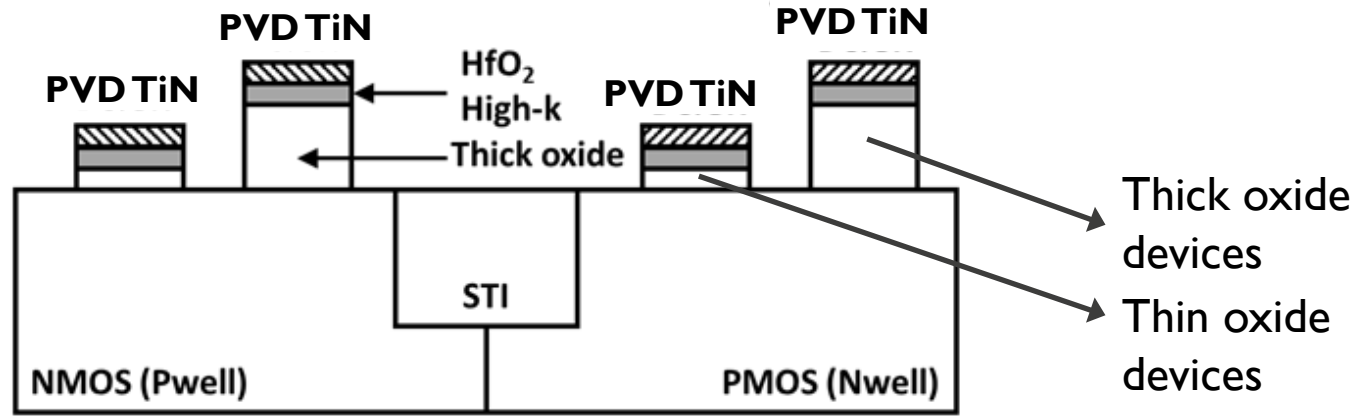 PVD TiN
PVD TiN
PVD TiN
PVD TiN
HfO₂
High-k
Thick oxide
Thick oxide
devices
Thin oxide
devices
STI
NMOS (Pwell)
PMOS (Nwell)